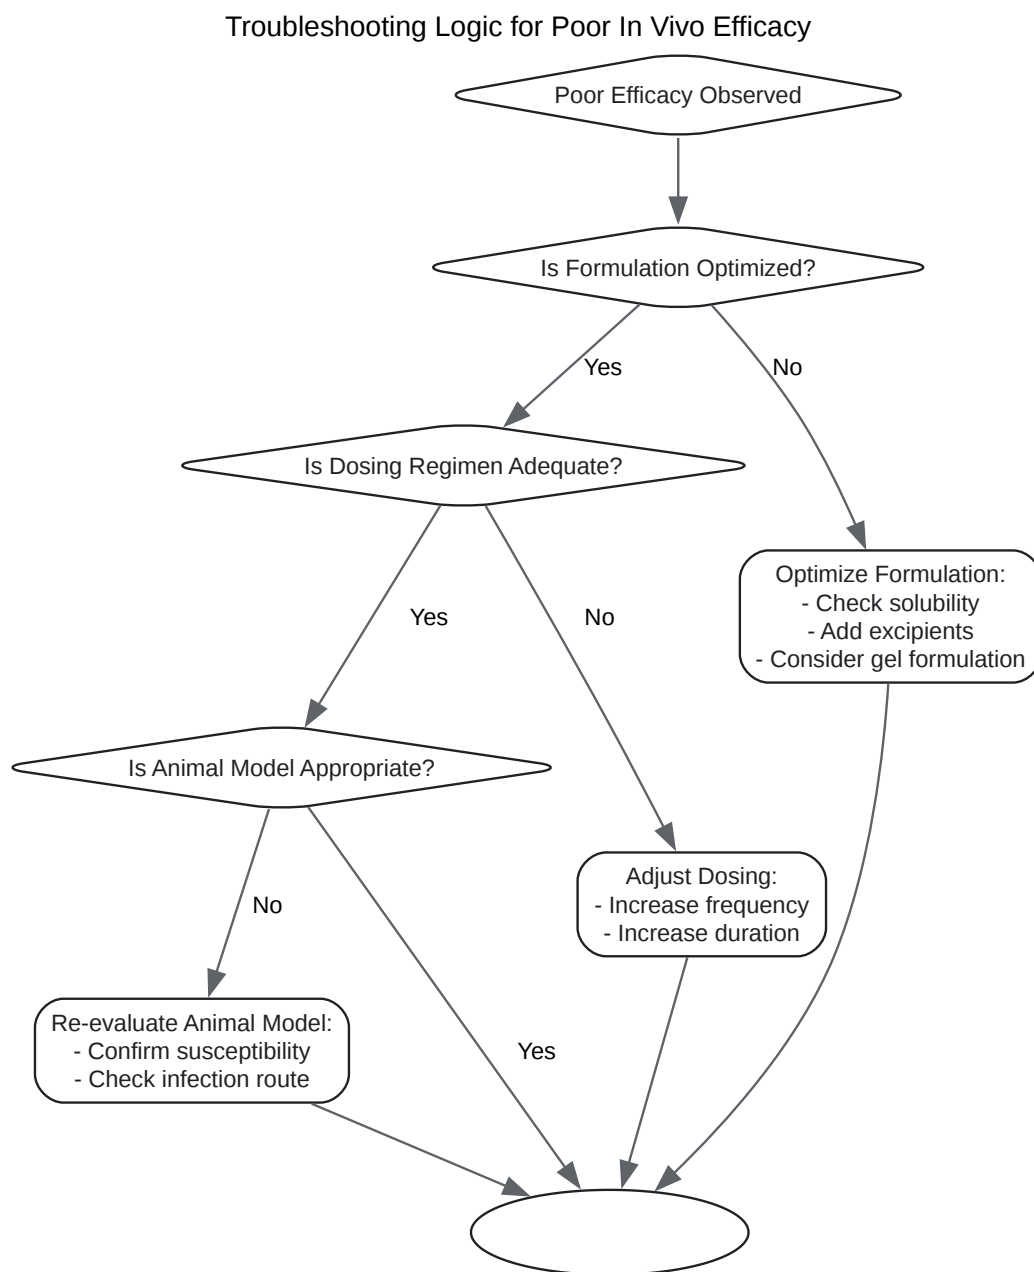 Troubleshooting Logic for Poor In Vivo Efficacy
Poor Efficacy Observed
Is Formulation Optimized?
Yes
No
Is Dosing Regimen Adequate?
Optimize Formulation:
- Check solubility
- Add excipients
- Consider gel formulation
Yes
No
Is Animal Model Appropriate?
Adjust Dosing:
- Increase frequency
- Increase duration
No
Re-evaluate Animal Model:
- Confirm susceptibility
- Check infection route
Yes